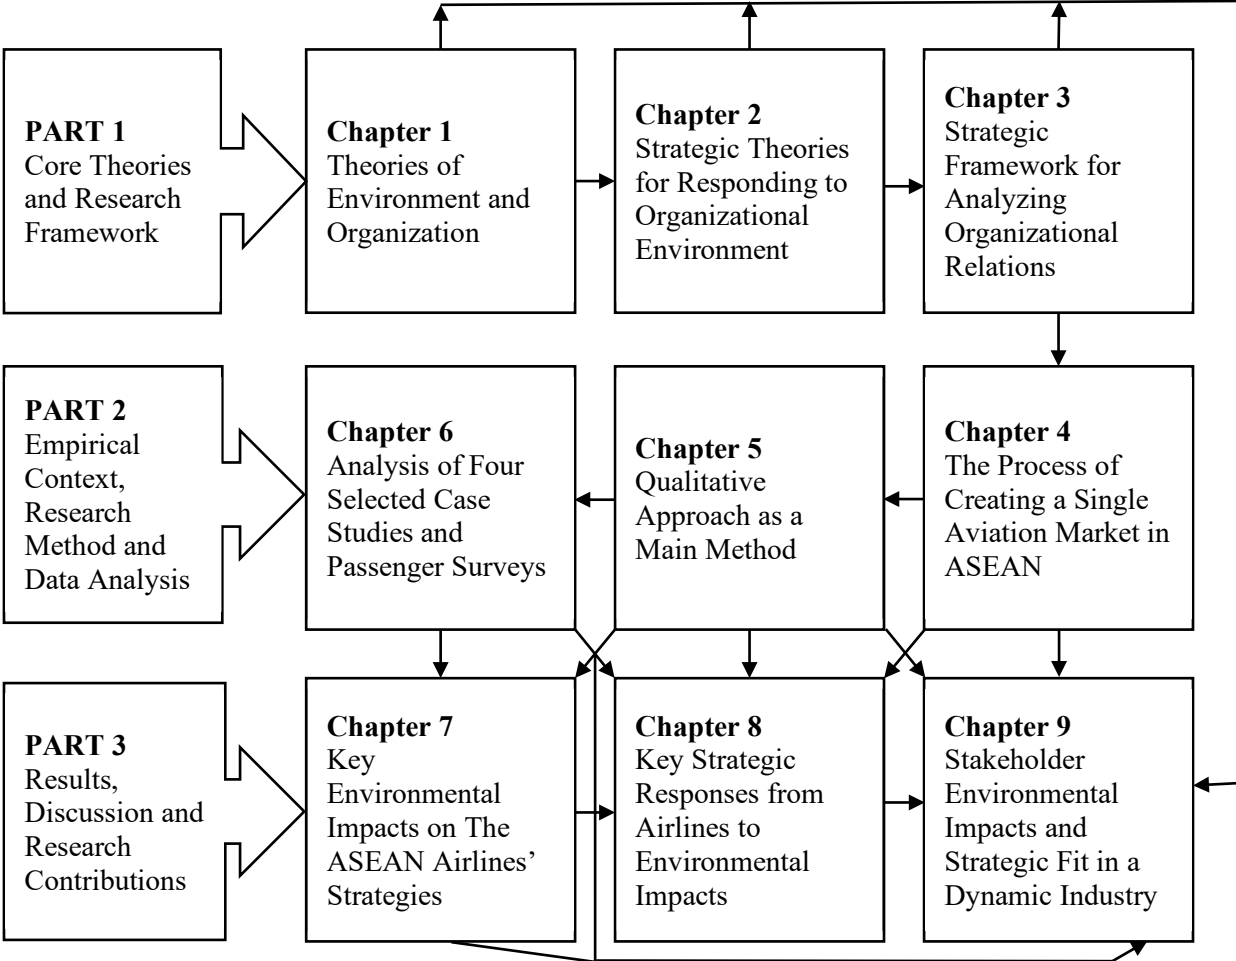 PART 1
Core Theories
and Research
Framework
Chapter 1
Theories of
Environment and
Organization
Chapter 2
Strategic Theories
for Responding to
Organizational
Environment
Chapter 3
Strategic
Framework for
Analyzing
Organizational
Relations
PART 2
Empirical
Context,
Research
Method and
Data Analysis
Chapter 6
Analysis of Four
Selected Case
Studies and
Passenger Surveys
Chapter 5
Qualitative
Approach as a
Main Method
Chapter 4
The Process of
Creating a Single
Aviation Market in
ASEAN
PART 3
Results,
Discussion and
Research
Contributions
Chapter 7
Key
Environmental
Impacts on The
ASEAN Airlines’
Strategies
Chapter 8
Key Strategic
Responses from
Airlines to
Environmental
Impacts
Chapter 9
Stakeholder
Environmental
Impacts and
Strategic Fit in a
Dynamic Industry